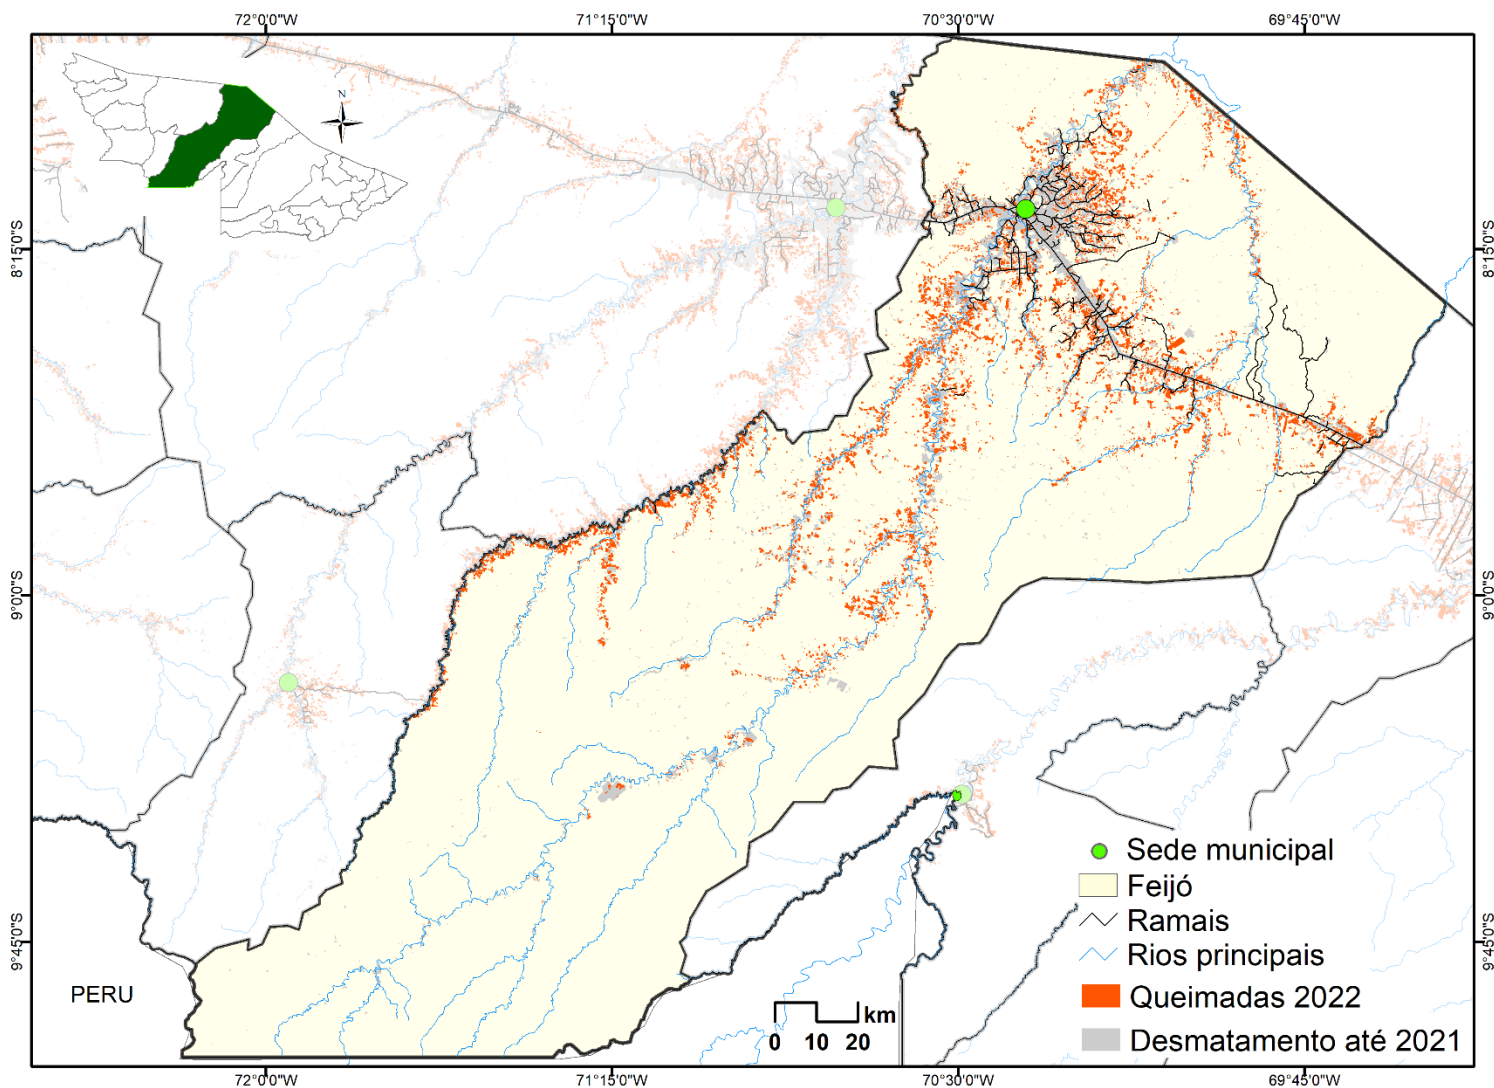 72°0'0"W 71°15'0"W 70°30'0"W 69°45'0"W
N
8°15'0"S 8°15'0"S
9°0'0"S 9°0'0"S
9°45'0"S 9°45'0"S
PERU
Sede municipal
Feijó
Ramais
Rios principais
Queimadas 2022
Desmatamento até 2021
km
0 10 20
72°0'0"W 71°15'0"W 70°30'0"W 69°45'0"W